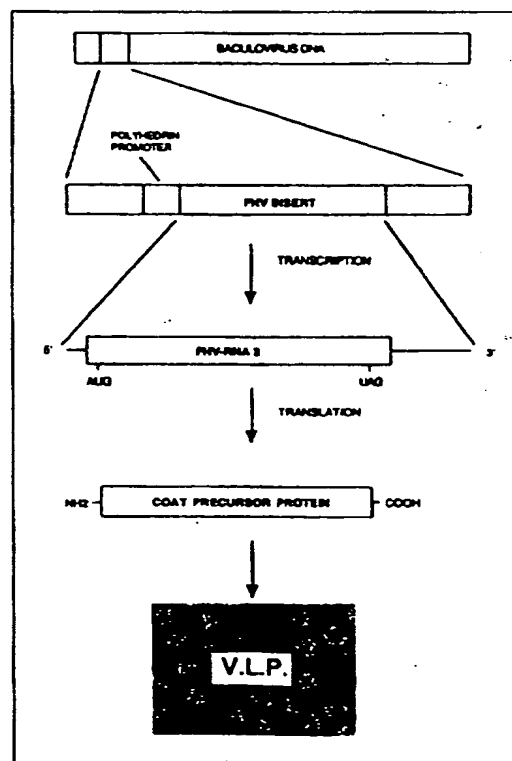 BACULOVIRUS DNA
POLYHEDRIN
PROMOTER
FHV INSERT
TRANSCRIPTION
5' 3'
FHV-RNA
AUG UAG
TRANSLATION
NH2 COAT PRECURSOR PROTEIN COOH
V.L.P.